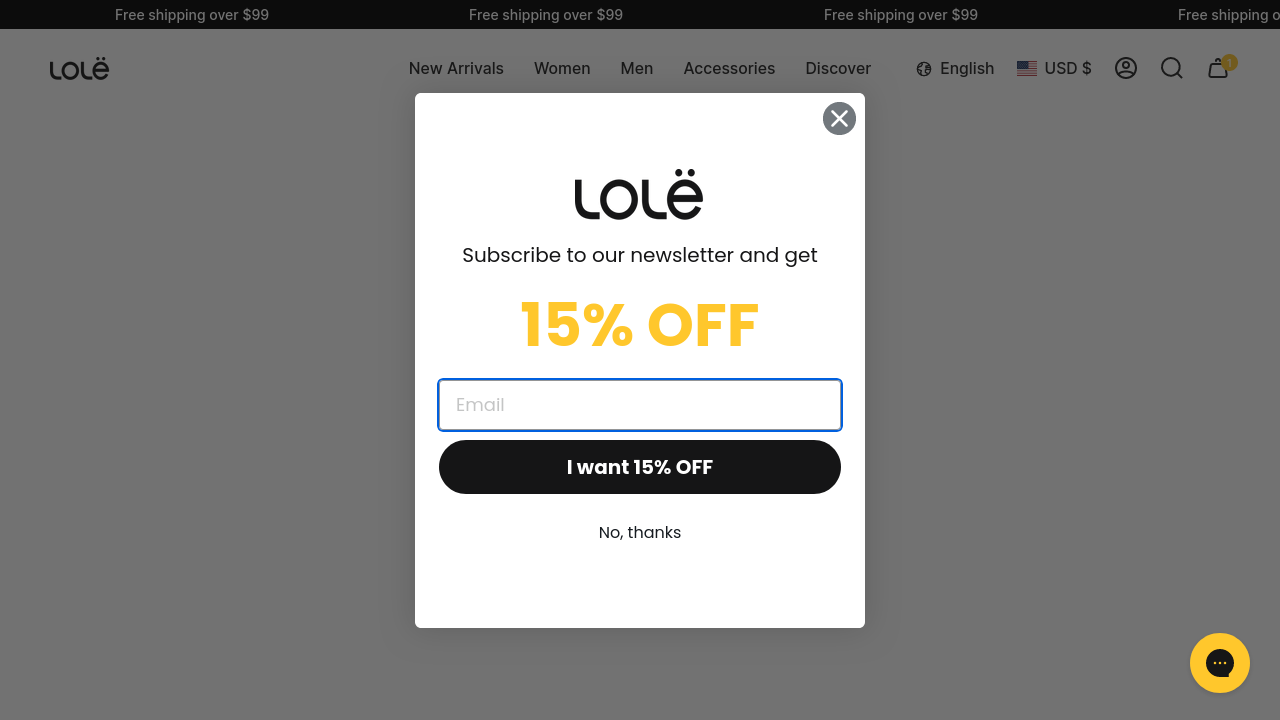 Free shipping over $99 Free shipping over $99 Free shipping over $99 Free shipping o
LOLË New Arrivals Women Men Accessories Discover English USD $ 1
LOLË
Subscribe to our newsletter and get
15% OFF
Email
I want 15% OFF
No, thanks